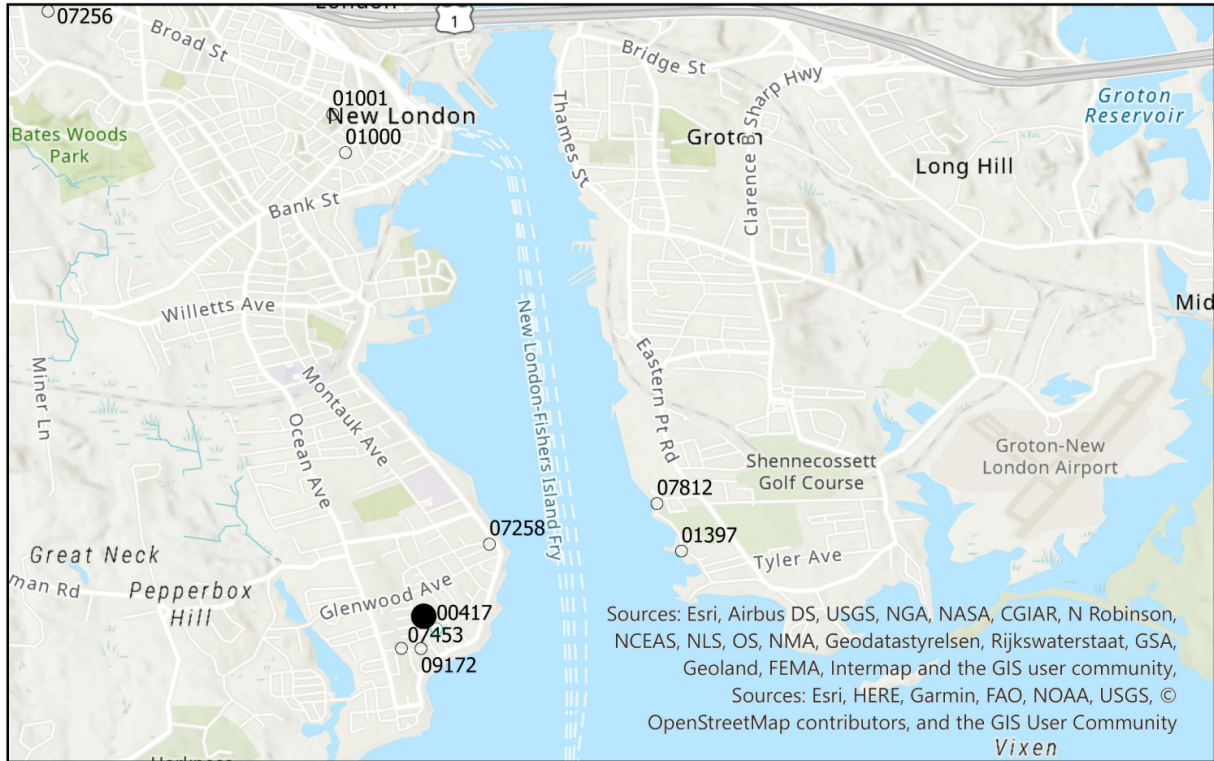 07256
London
1
Broad St
Bridge St
Thames St
Clarence B Sharp Hwy
Groton
Reservoir
01001
New London
01000
Bates Woods
Park
Groton
Long Hill
Bank St
Willetts Ave
New London-Fishers Island Fry
Mid
Miner Ln
Montauk Ave
Ocean Ave
Eastern Pt Rd
Groton-New
London Airport
Shennecossett
Golf Course
07812
07258
01397
Tyler Ave
Great Neck
man Rd
Pepperbox
Hill
Glenwood Ave
00417
07453
09172
Sources: Esri, Airbus DS, USGS, NGA, NASA, CGIAR, N Robinson,
NCEAS, NLS, OS, NMA, Geodatastyrelsen, Rijkswaterstaat, GSA,
Geoland, FEMA, Intermap and the GIS user community,
Sources: Esri, HERE, Garmin, FAO, NOAA, USGS, ©
OpenStreetMap contributors, and the GIS User Community
Vixen
Harkness